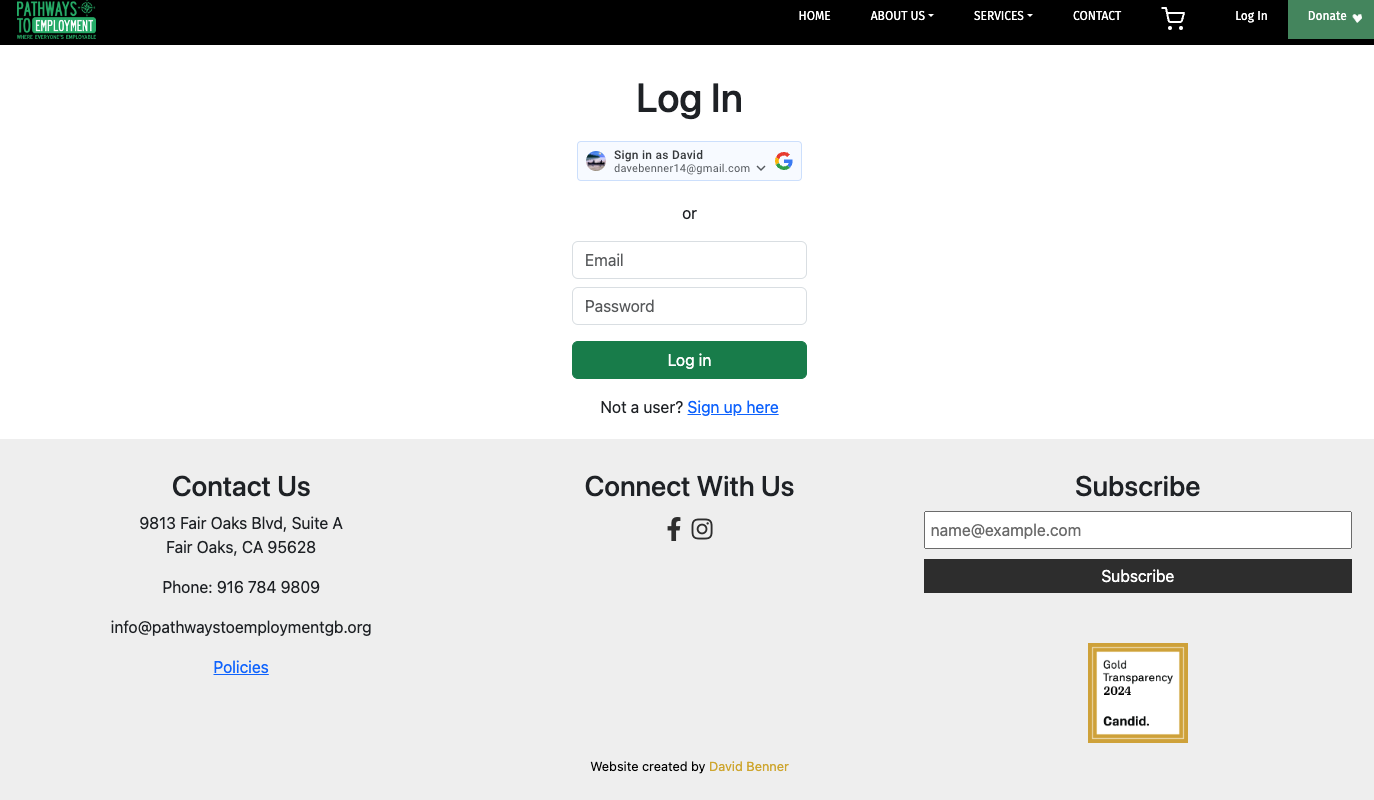 PATHWAYS
TO EMPLOYMENT
WHERE EVERYONE'S EMPLOYABLE
HOME
ABOUT US
SERVICES
CONTACT
Log In
Donate
Log In
Sign in as David
davebenner14@gmail.com
or
Email
Password
Log in
Not a user? Sign up here
Contact Us
9813 Fair Oaks Blvd, Suite A
Fair Oaks, CA 95628
Phone: 916 784 9809
info@pathwaystoemploymentgb.org
Policies
Connect With Us
Subscribe
name@example.com
Subscribe
Gold
Transparency
2024
Candid.
Website created by David Benner